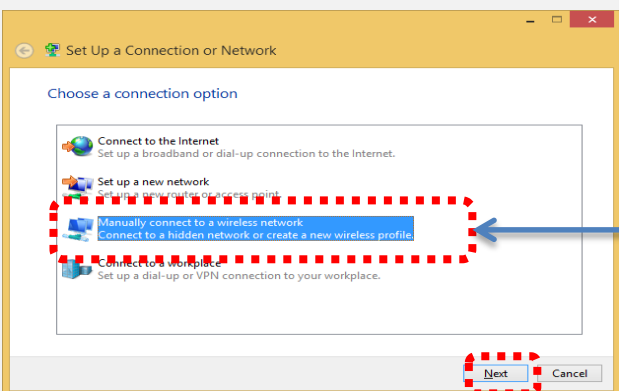 Set Up a Connection or Network
Choose a connection option
Connect to the Internet
Set up a broadband or dial-up connection to the Internet.
Set up a new network
Set up a new router or access point.
Manually connect to a wireless network
Connect to a hidden network or create a new wireless profile.
Connect to a workplace
Set up a dial-up or VPN connection to your workplace.
Next
Cancel